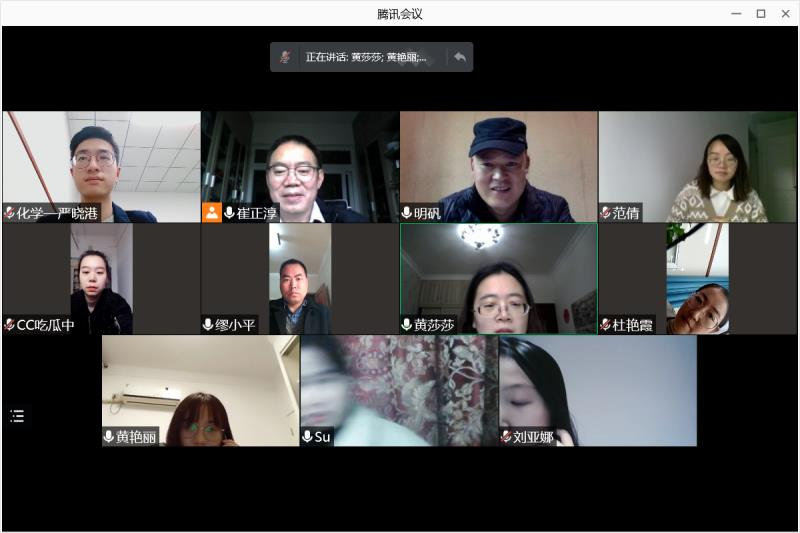 腾讯会议
正在讲话: 黄莎莎; 黄艳丽;...
化学—严晓港
崔正淳
明矾
范倩
CC吃瓜中
缪小平
黄莎莎
杜艳霞
黄艳丽
Su
刘亚娜